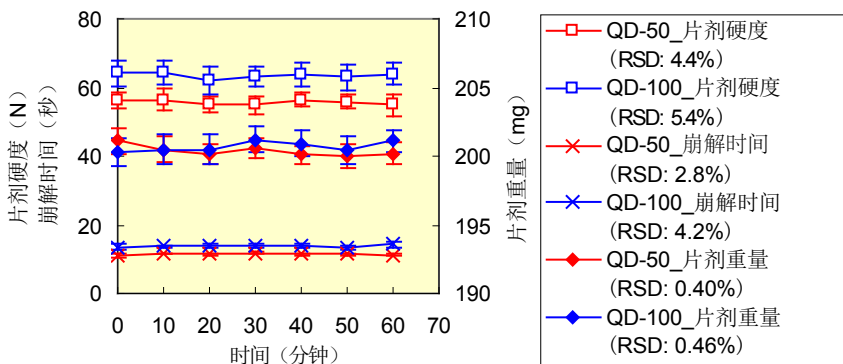 片剂硬度（N）
崩解时间（秒）
80
60
40
20
0
0 10 20 30 40 50 60 70
时间（分钟）
210
205
200
195
190
片剂重量（mg）
QD-50_片剂硬度
(RSD: 4.4%)
QD-100_片剂硬度
(RSD: 5.4%)
QD-50_崩解时间
(RSD: 2.8%)
QD-100_崩解时间
(RSD: 4.2%)
QD-50_片剂重量
(RSD: 0.40%)
QD-100_片剂重量
(RSD: 0.46%)